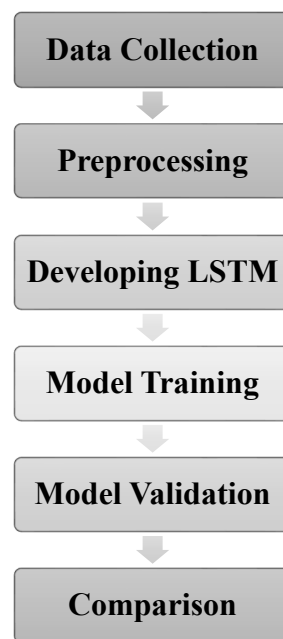 Data Collection
Preprocessing
Developing LSTM
Model Training
Model Validation
Comparison